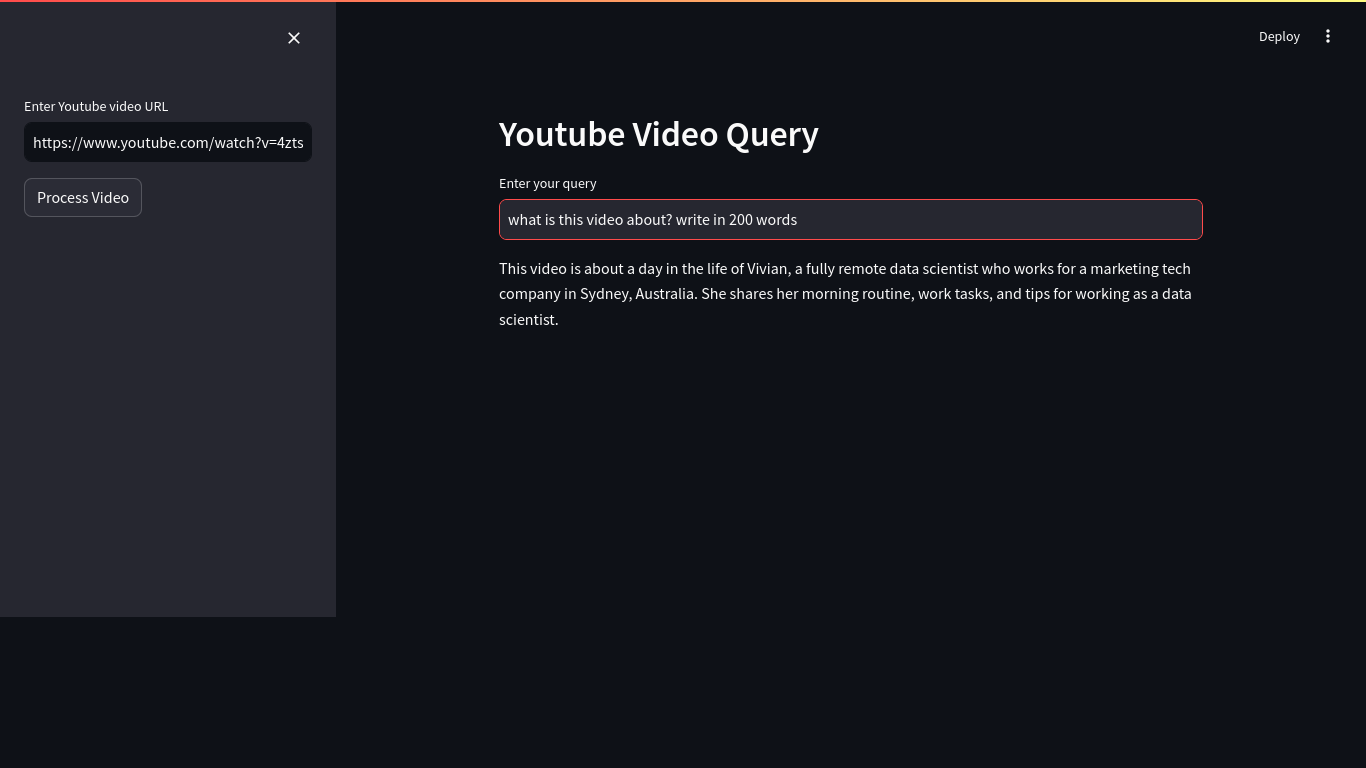 Deploy
Enter Youtube video URL
https://www.youtube.com/watch?v=4zts
Process Video
Youtube Video Query
Enter your query
what is this video about? write in 200 words
This video is about a day in the life of Vivian, a fully remote data scientist who works for a marketing tech
company in Sydney, Australia. She shares her morning routine, work tasks, and tips for working as a data
scientist.